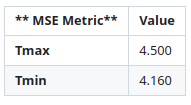 ** MSE Metric** Value
Tmax 4.500
Tmin 4.160